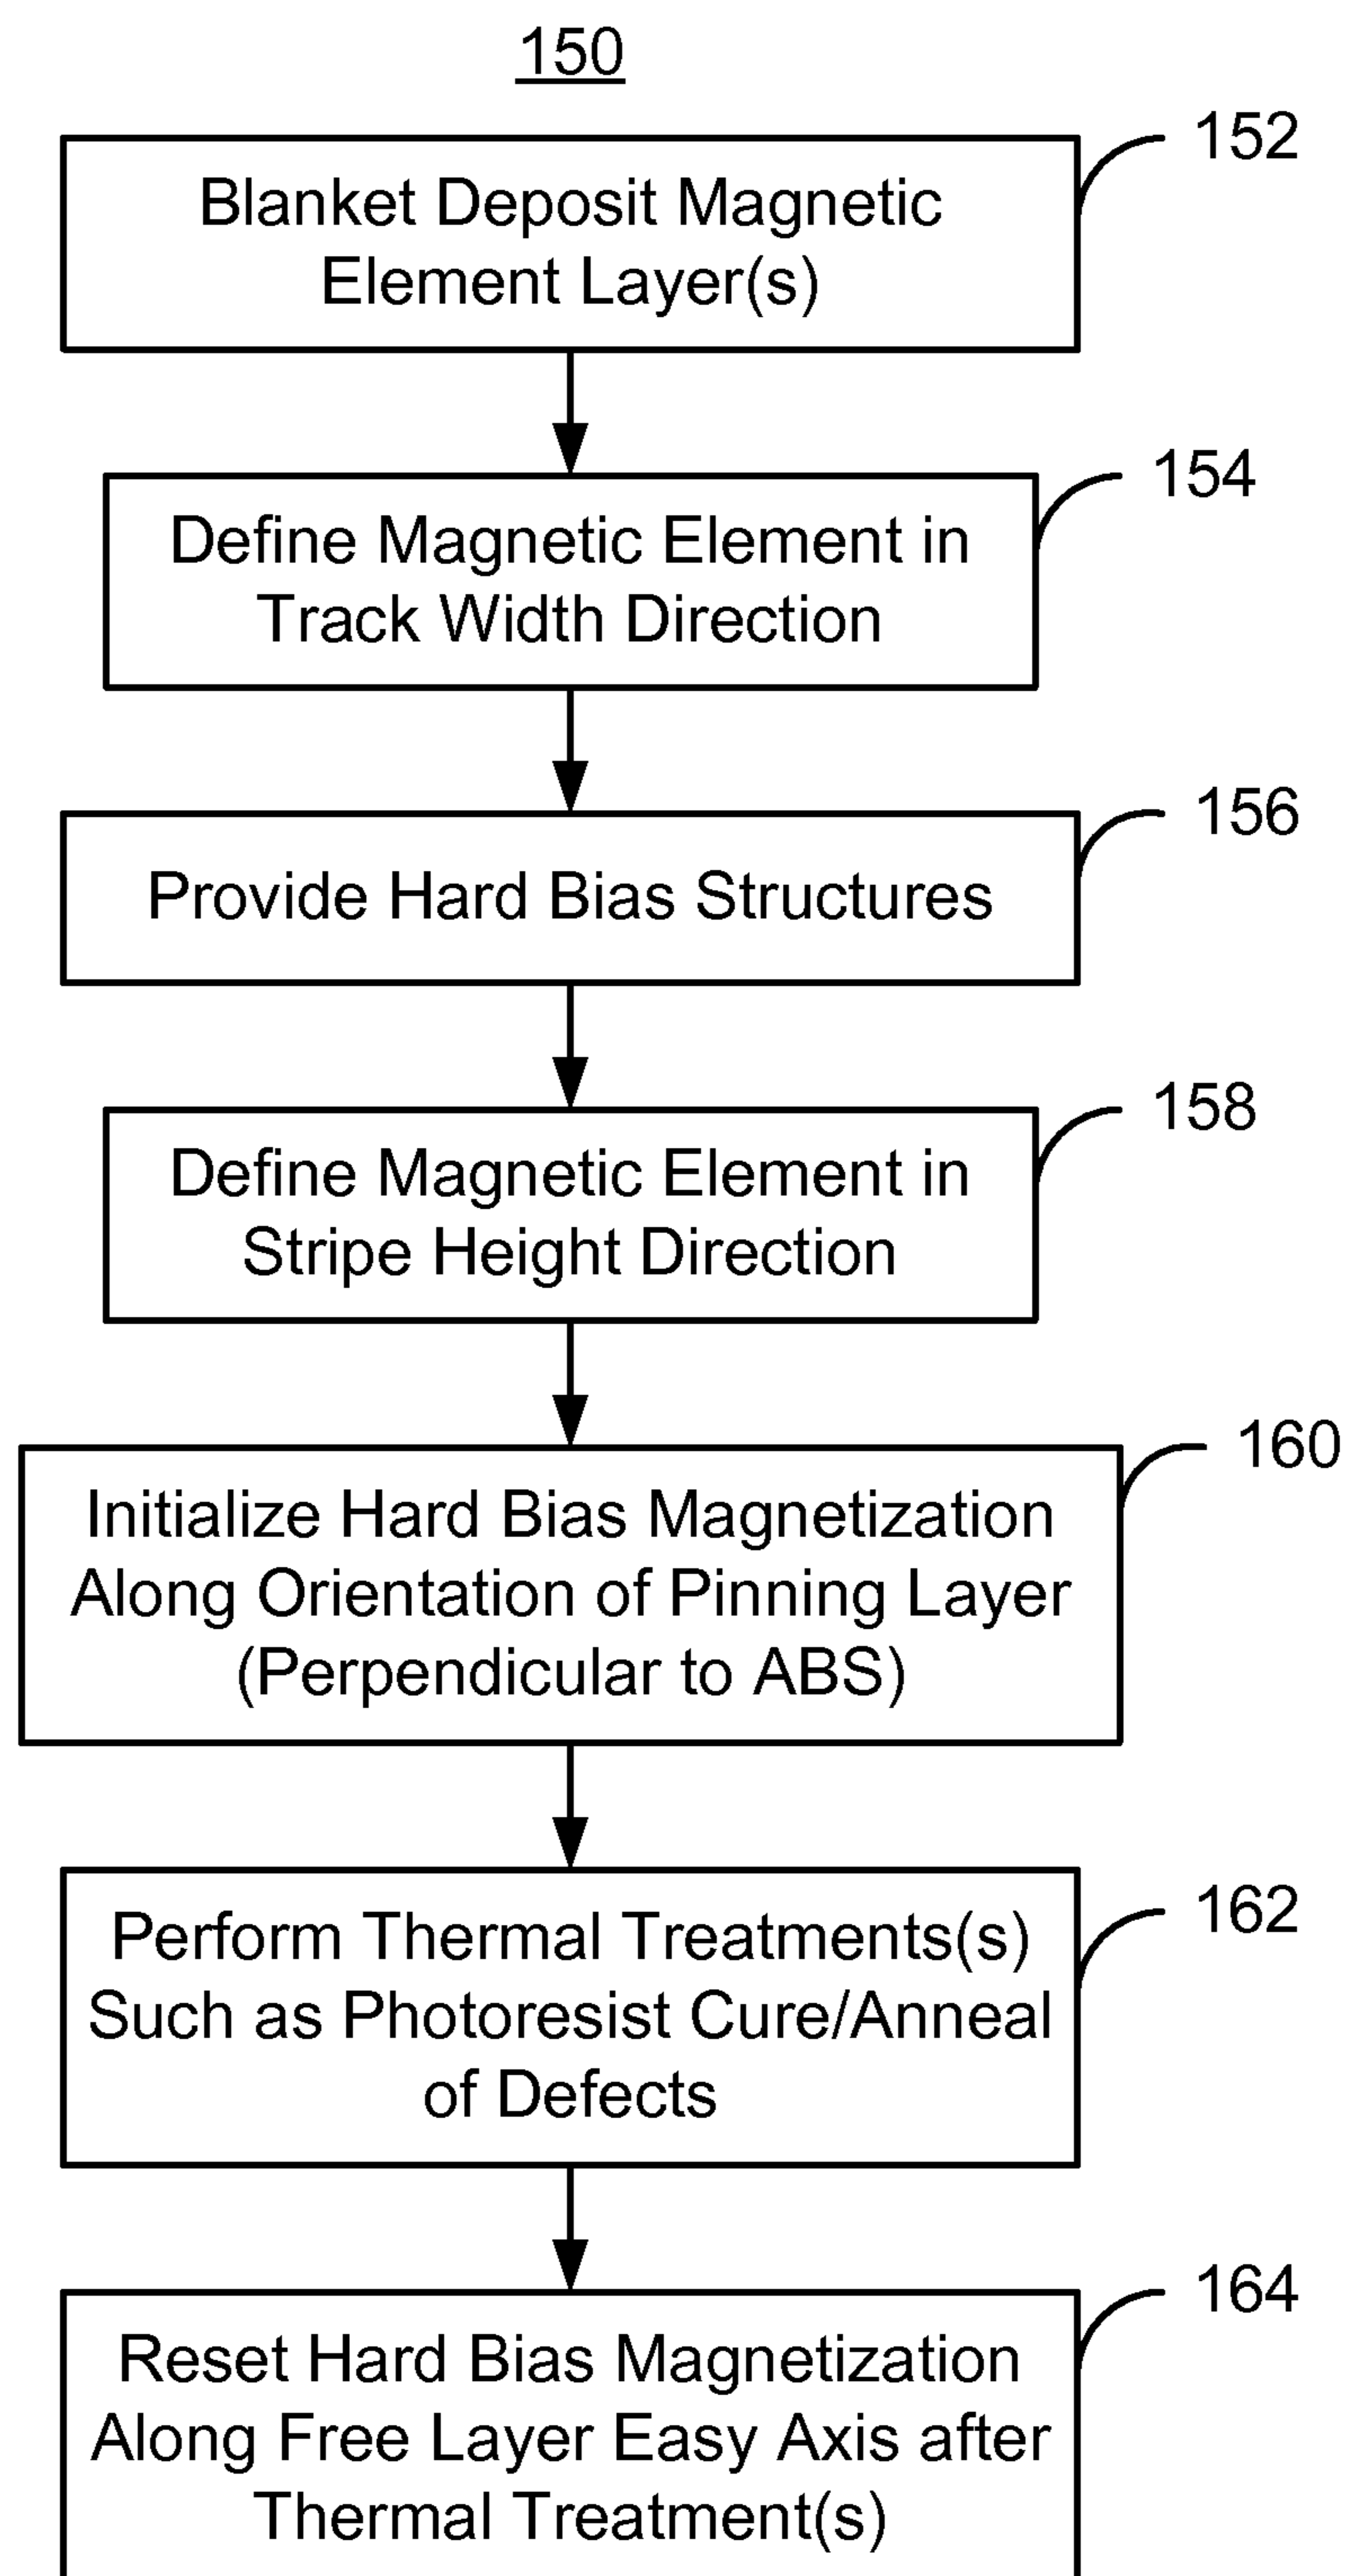 150
152
Blanket Deposit Magnetic
Element Layer(s)
154
Define Magnetic Element in
Track Width Direction
156
Provide Hard Bias Structures
158
Define Magnetic Element in
Stripe Height Direction
160
Initialize Hard Bias Magnetization
Along Orientation of Pinning Layer
(Perpendicular to ABS)
162
Perform Thermal Treatments(s)
Such as Photoresist Cure/Anneal
of Defects
164
Reset Hard Bias Magnetization
Along Free Layer Easy Axis after
Thermal Treatment(s)